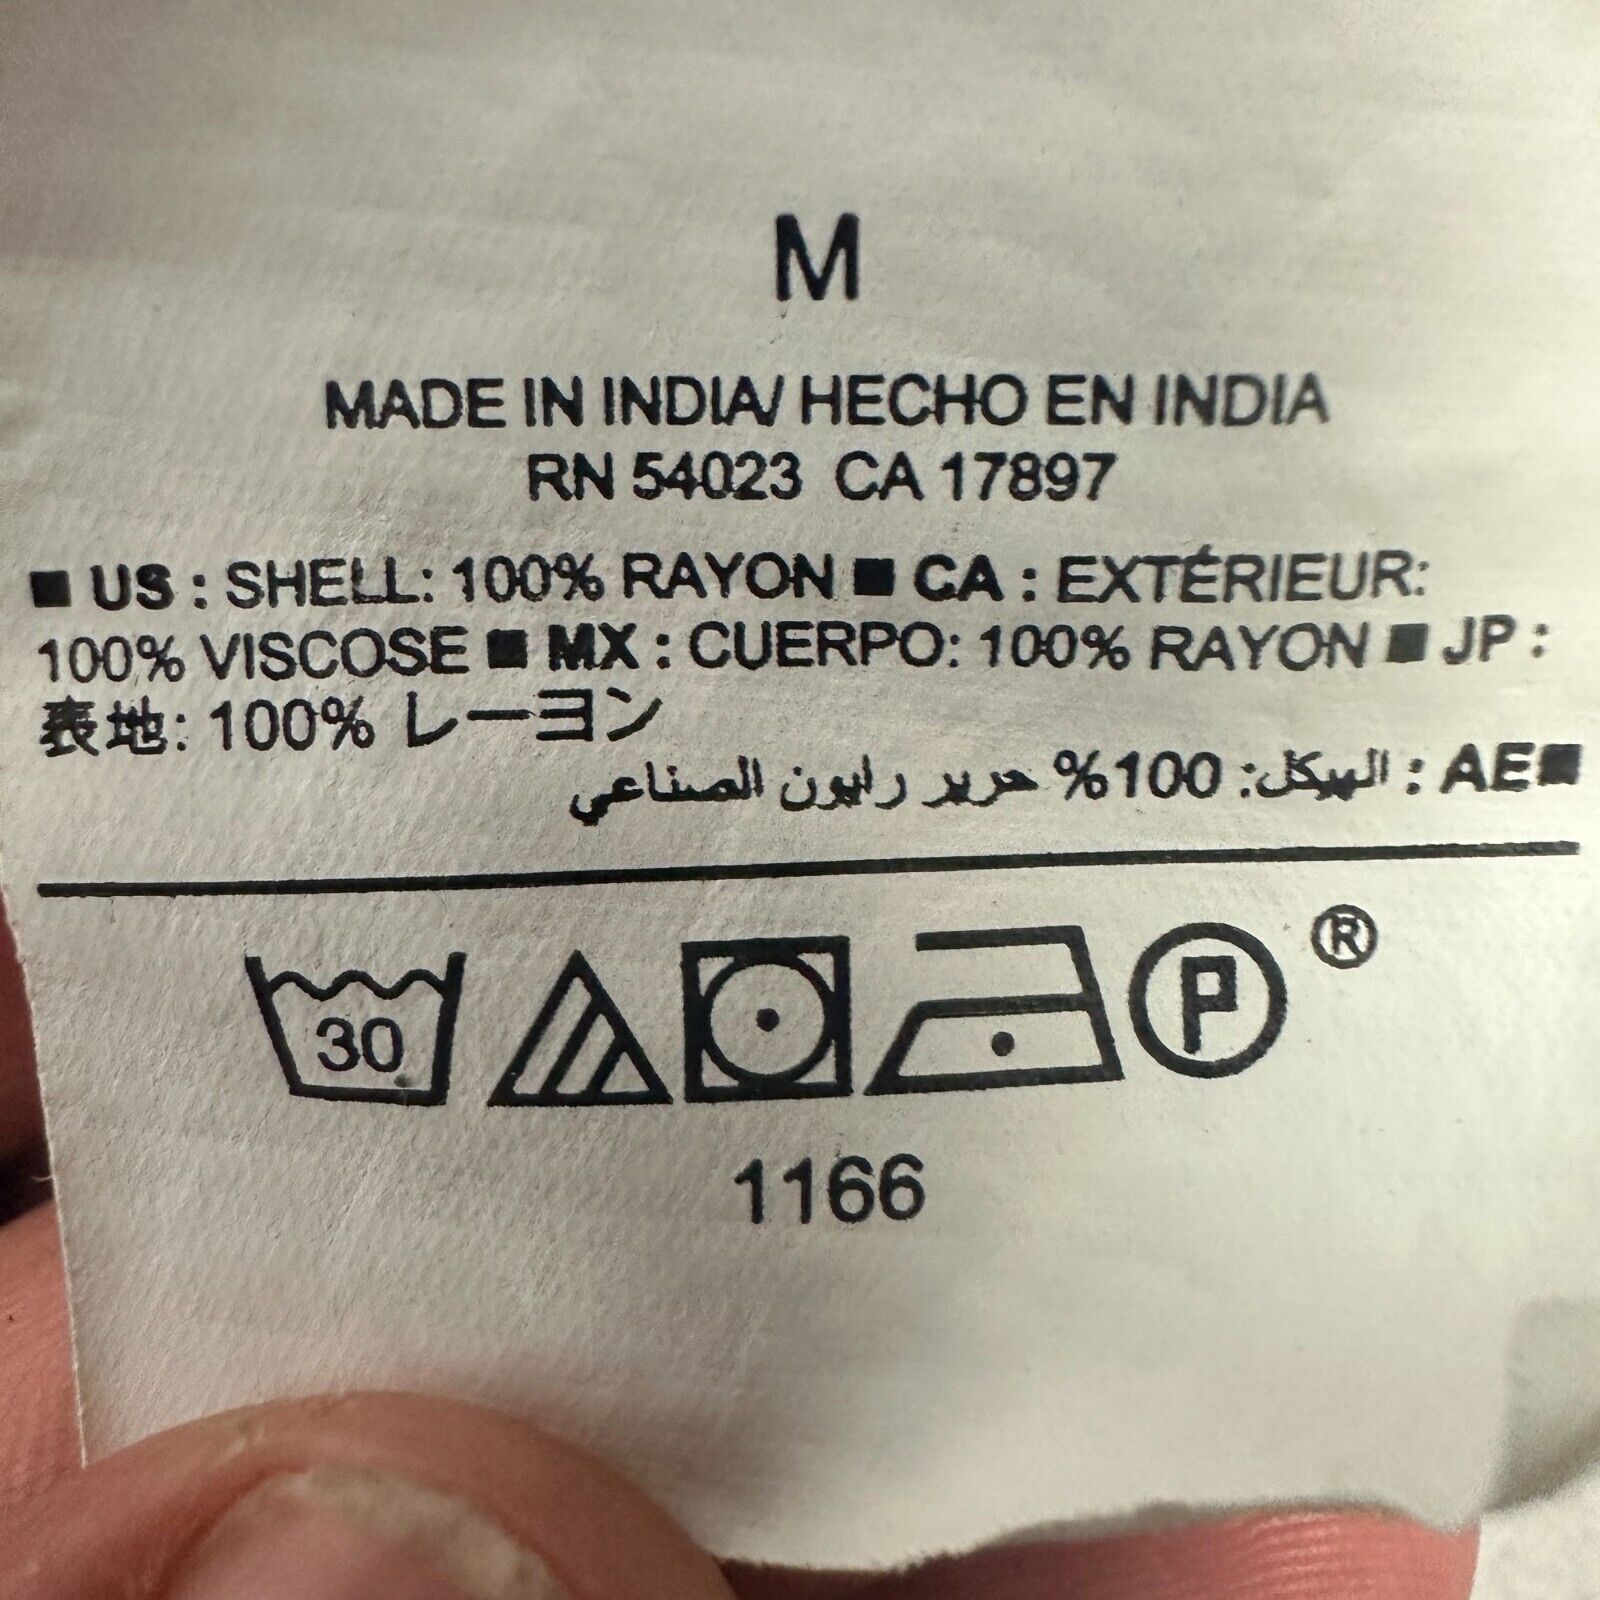 M
MADE IN INDIA/ HECHO EN INDIA
RN 54023 CA 17897
■ US : SHELL: 100% RAYON ■ CA : EXTÉRIEUR:
100% VISCOSE ■ MX : CUERPO: 100% RAYON ■ JP :
表地: 100% レーヨン
■AE : الهيكل: 100% حرير رايون الصناعي
30 P ®
1166